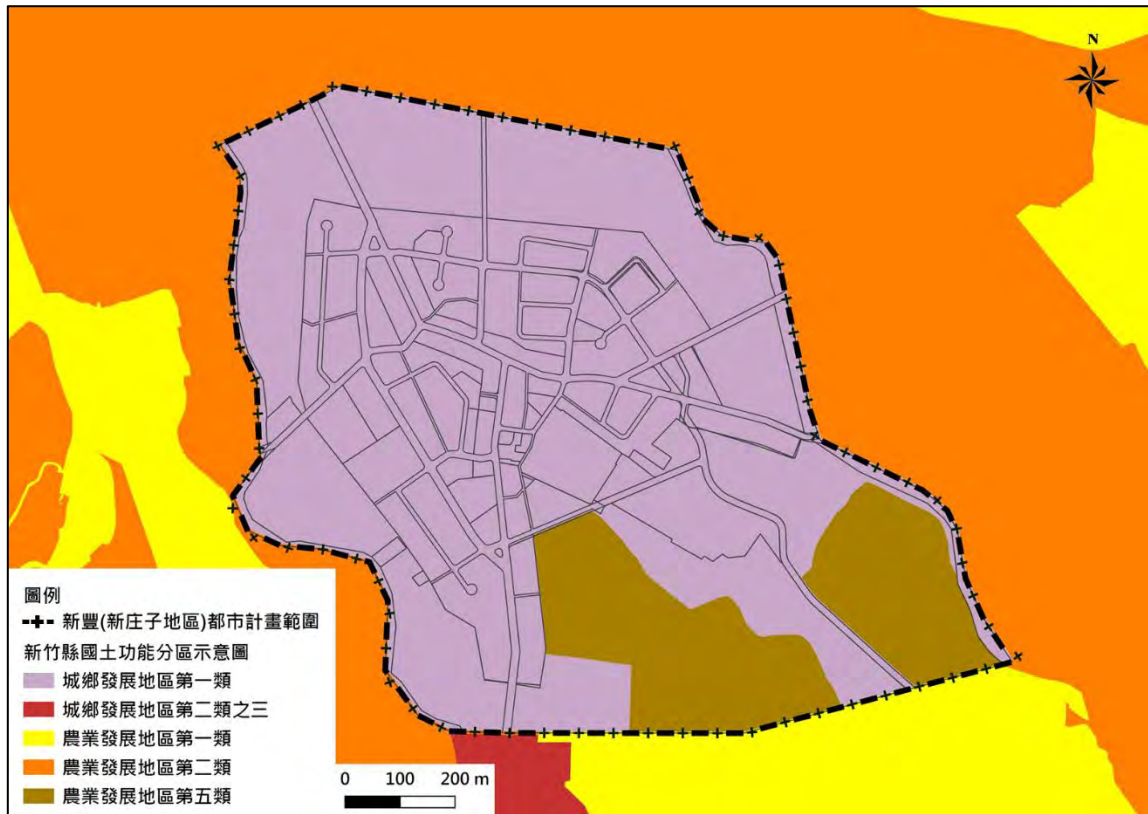 N
圖例
新豐(新庄子地區)都市計畫範圍
新竹縣國土功能分區示意圖
城鄉發展地區第一類
城鄉發展地區第二類之三
農業發展地區第一類
農業發展地區第二類
農業發展地區第五類
0 100 200 m